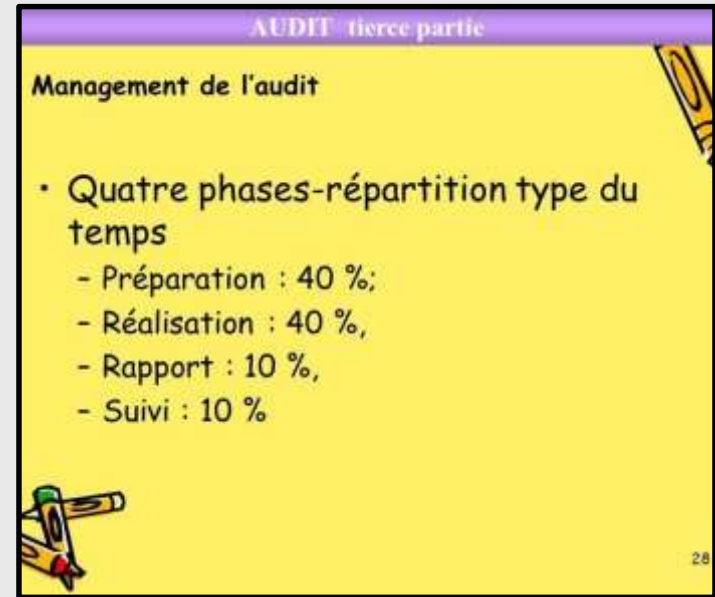 AUDIT tierce partie
Management de l'audit
• Quatre phases-répartition type du
temps
- Préparation : 40 %;
- Réalisation : 40 %,
- Rapport : 10 %,
- Suivi : 10 %
28